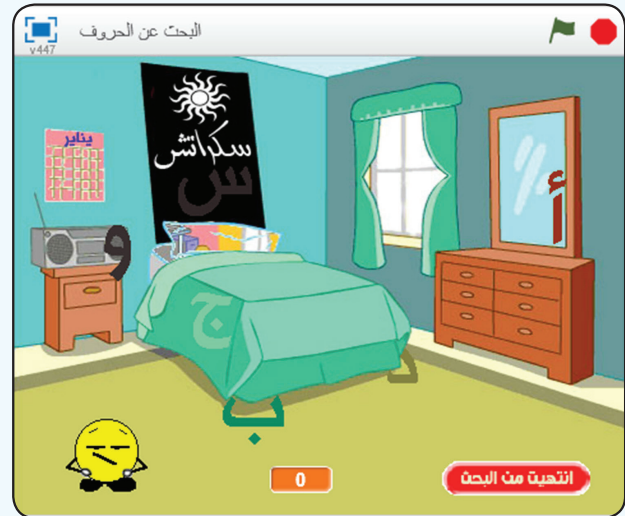 البحث عن الحروف
v447
يناير
سكراتش
س
أ
و
ج
د
ب
0
انتهيت من البحث